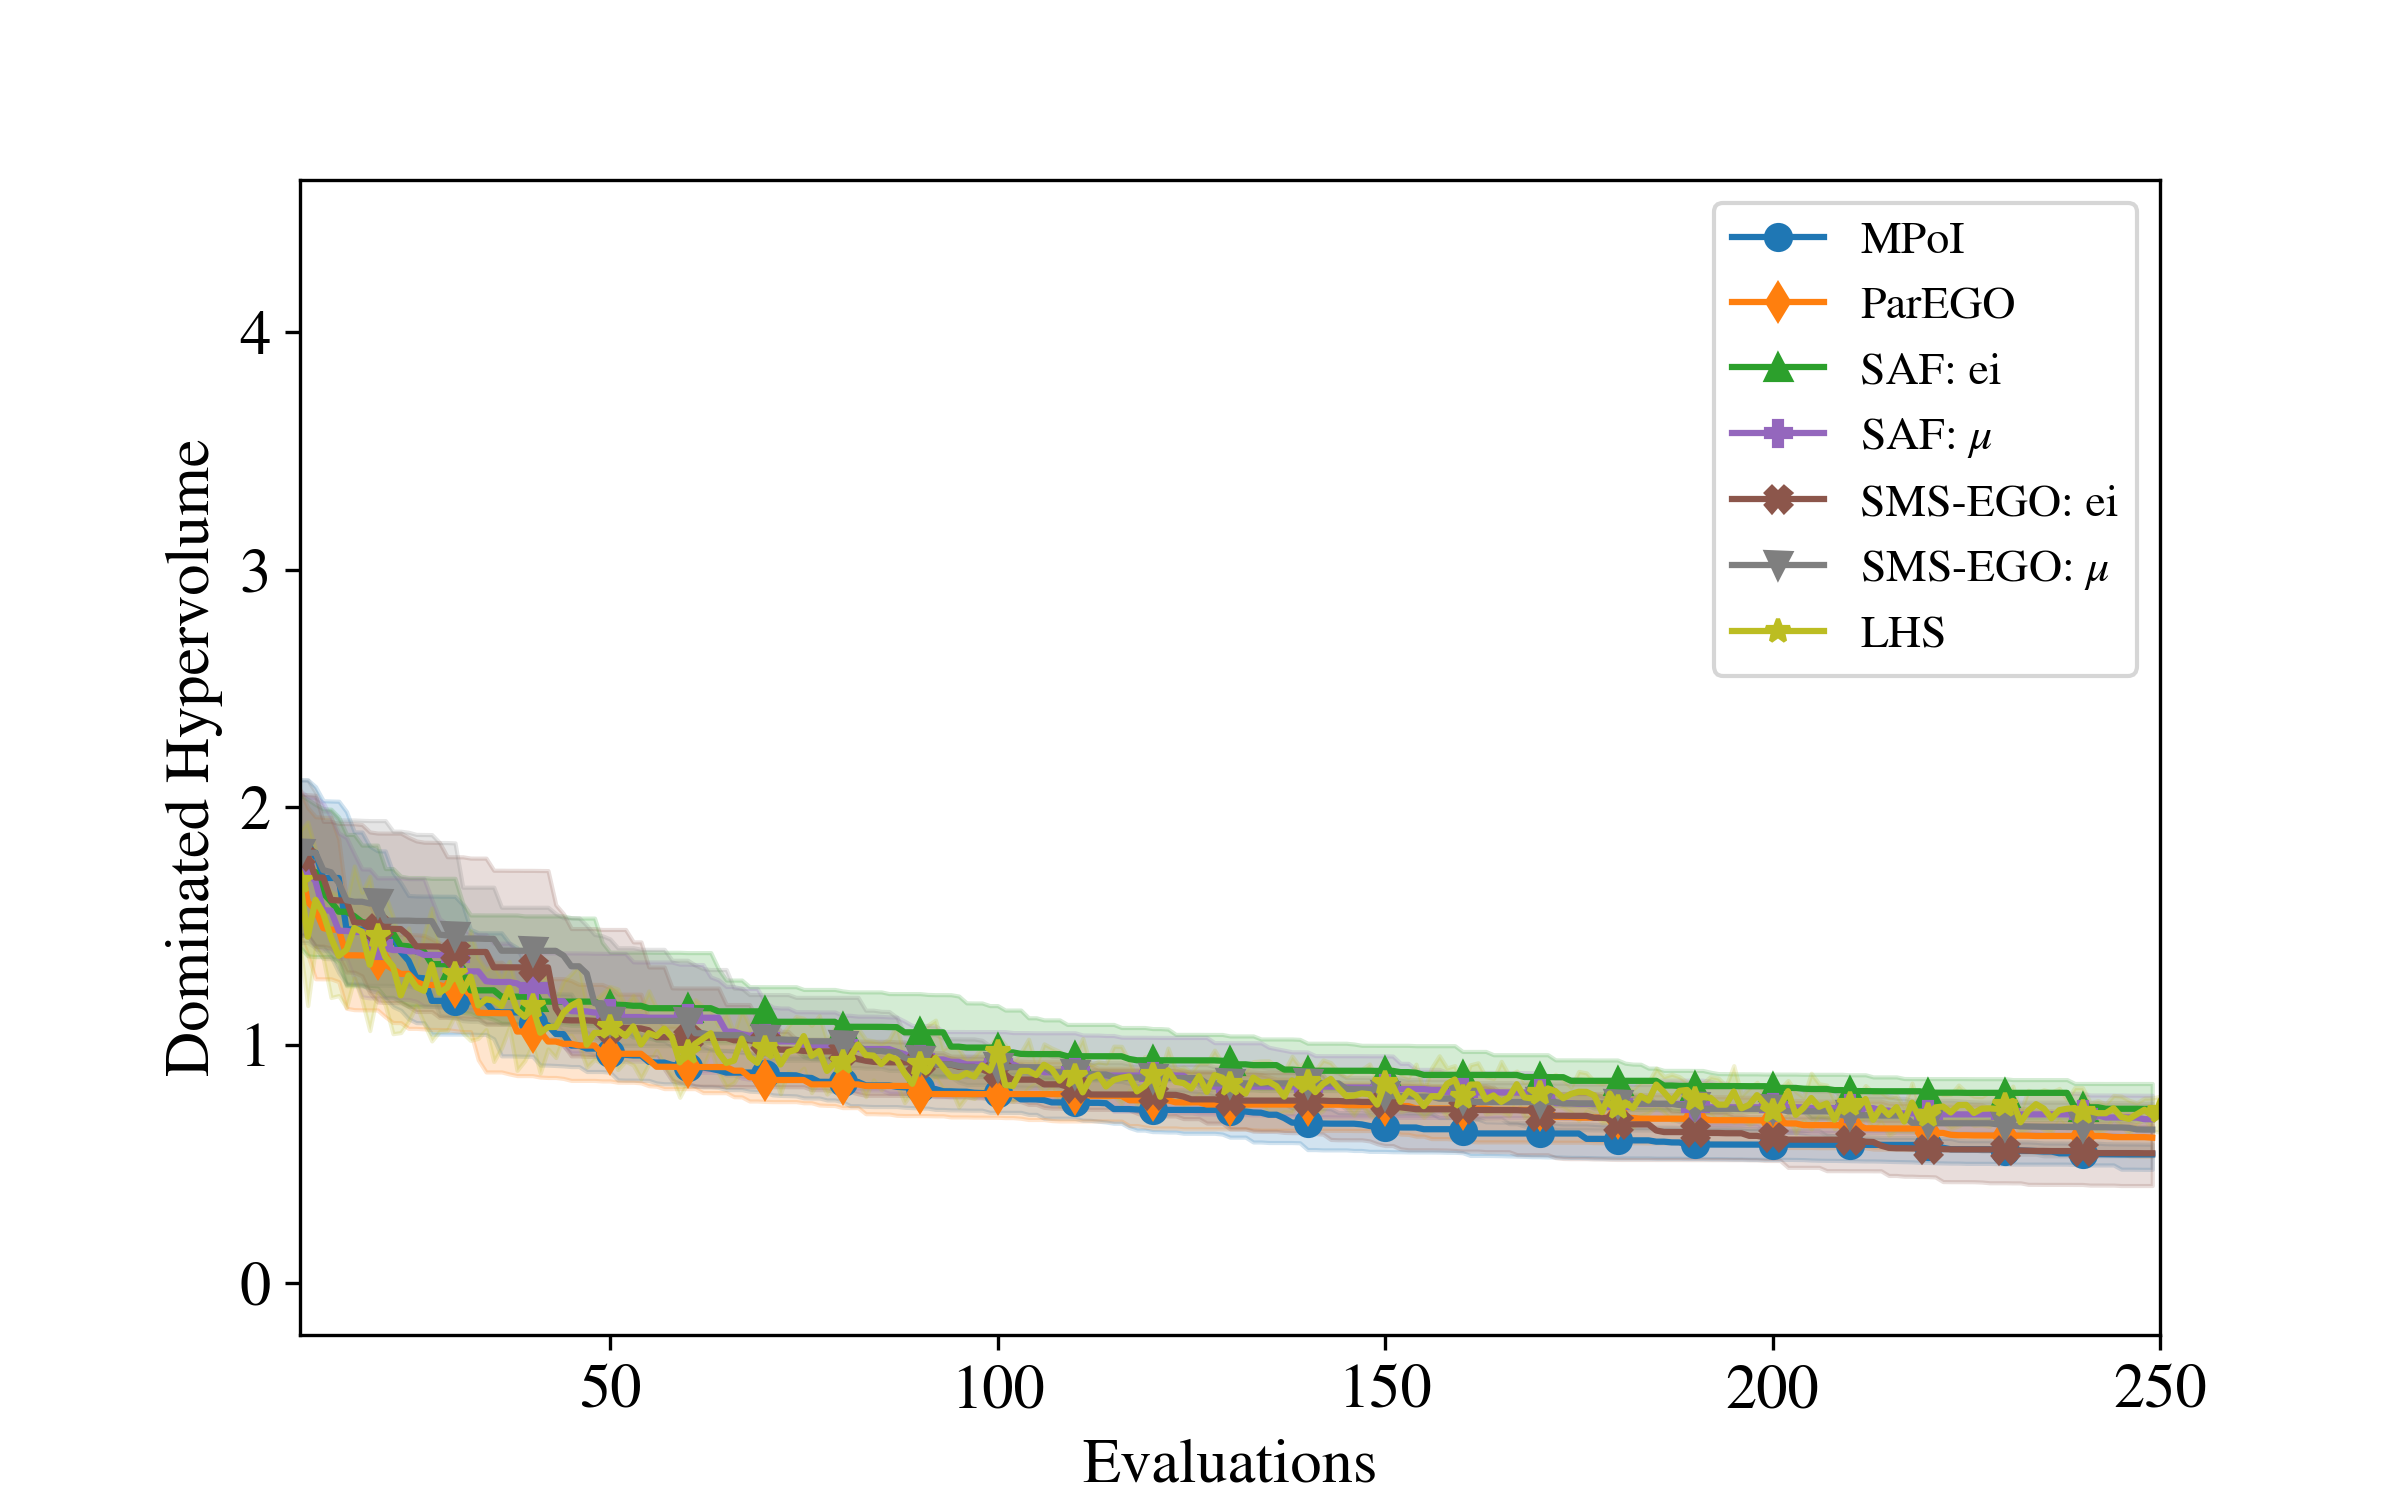 MPoI
ParEGO
SAF: ei
SAF: μ
SMS-EGO: ei
SMS-EGO: μ
LHS
Dominated Hypervolume
4
3
2
1
0
50 100 150 200 250
Evaluations